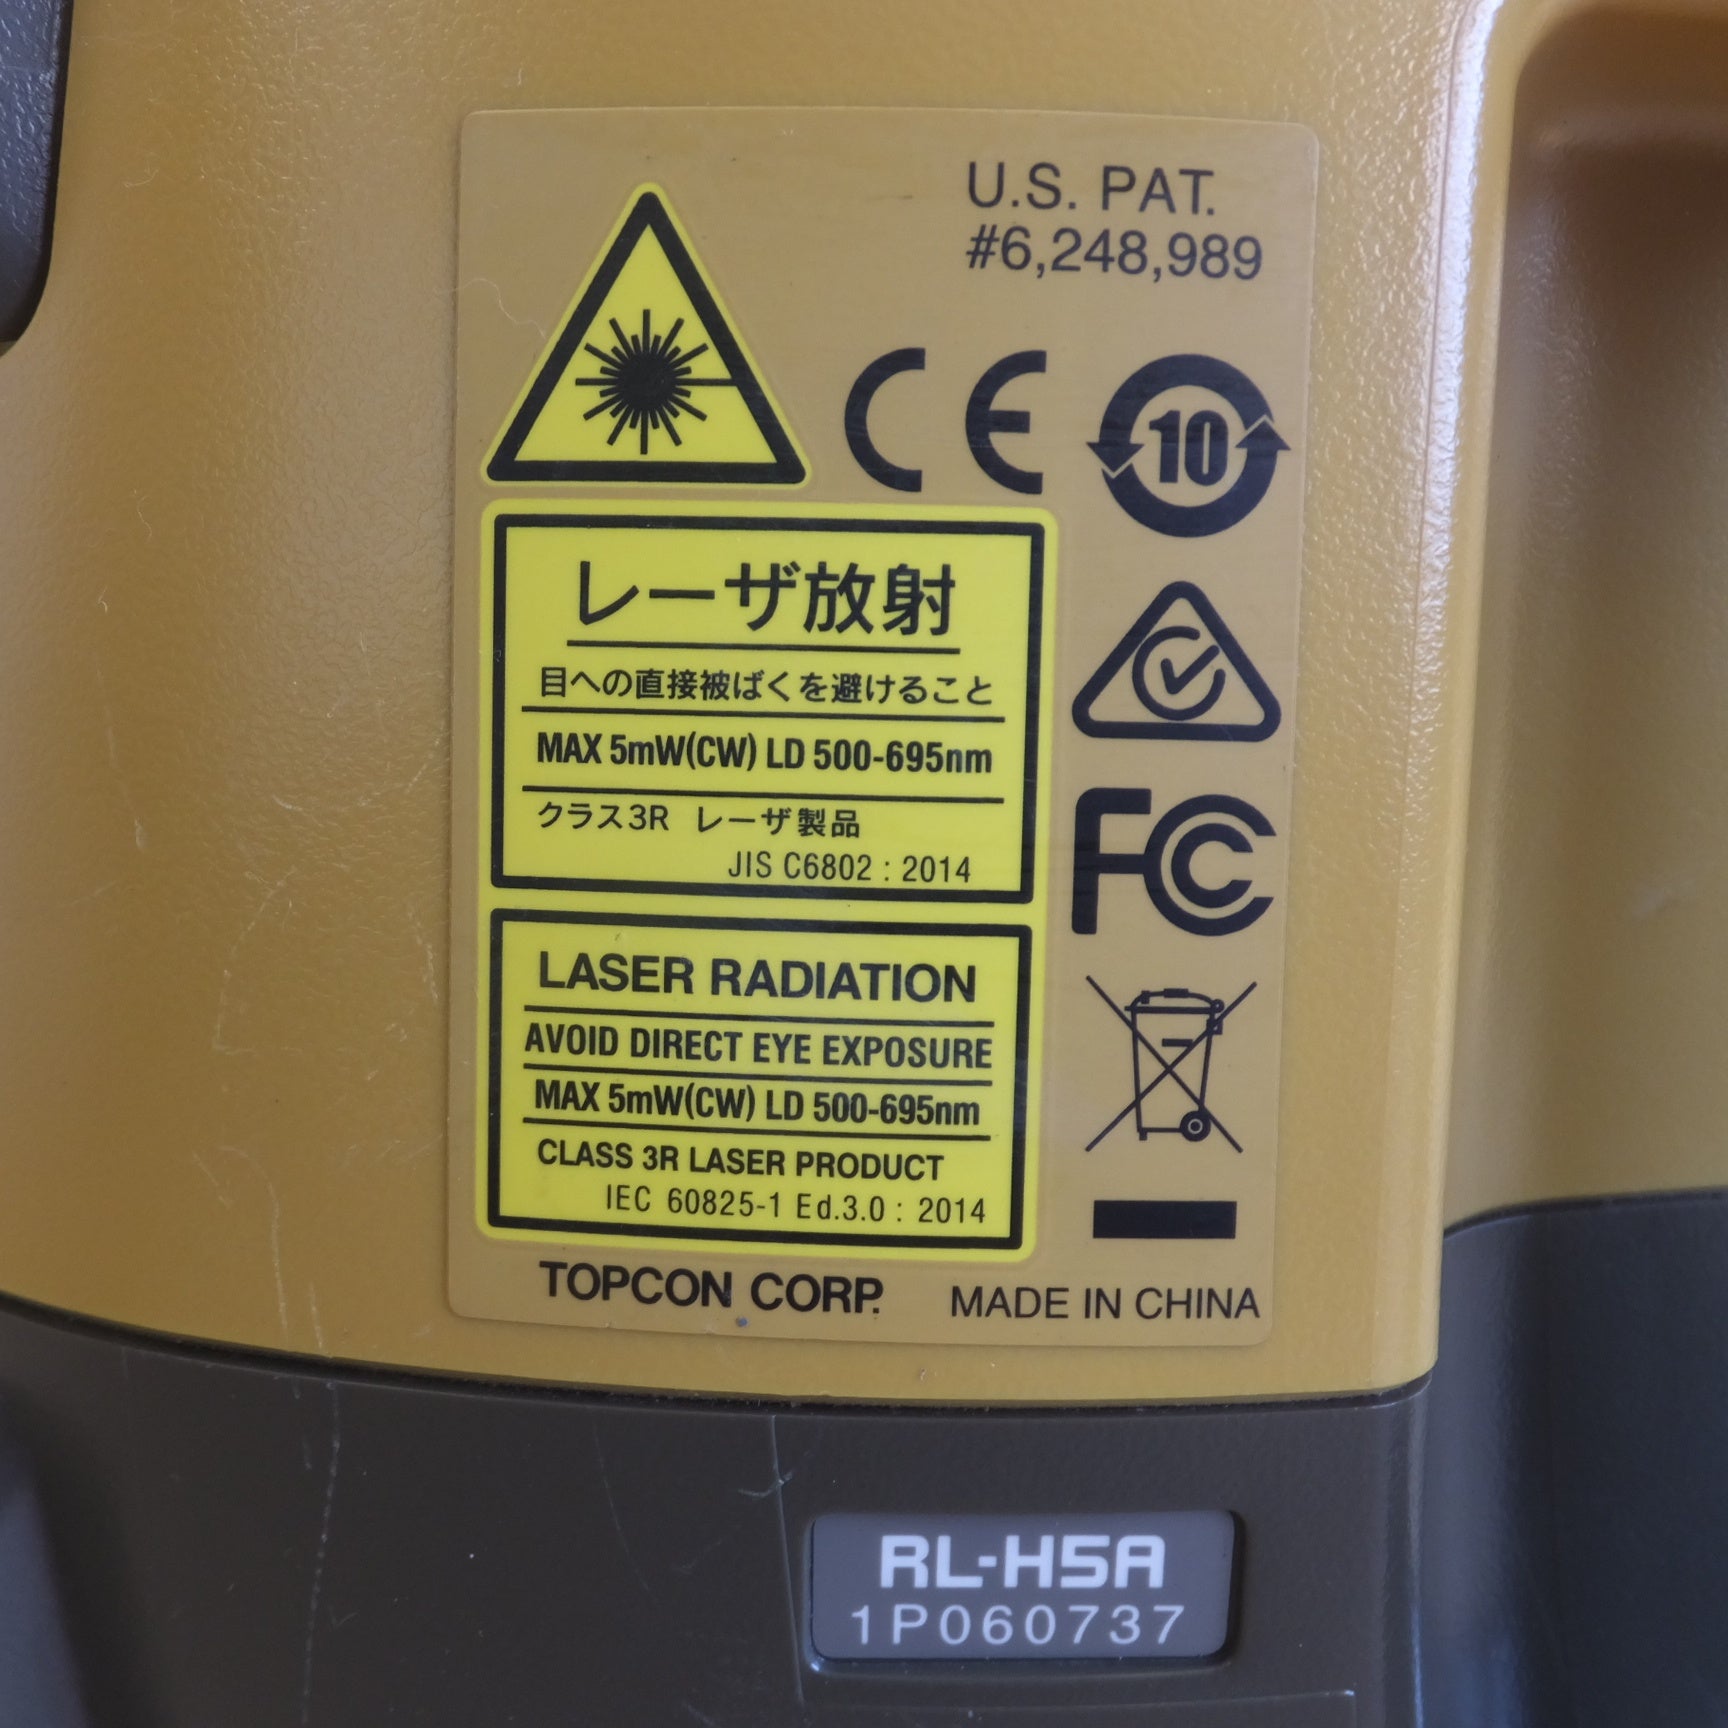 U.S. PAT.
#6,248,989
CE
10
レーザ放射
目への直接被ばくを避けること
MAX 5mW(CW) LD 500-695nm
クラス3R レーザ製品
JIS C6802 : 2014
FC
LASER RADIATION
AVOID DIRECT EYE EXPOSURE
MAX 5mW(CW) LD 500-695nm
CLASS 3R LASER PRODUCT
IEC 60825-1 Ed.3.0 : 2014
TOPCON CORP. MADE IN CHINA
RL-H5A
1P060737